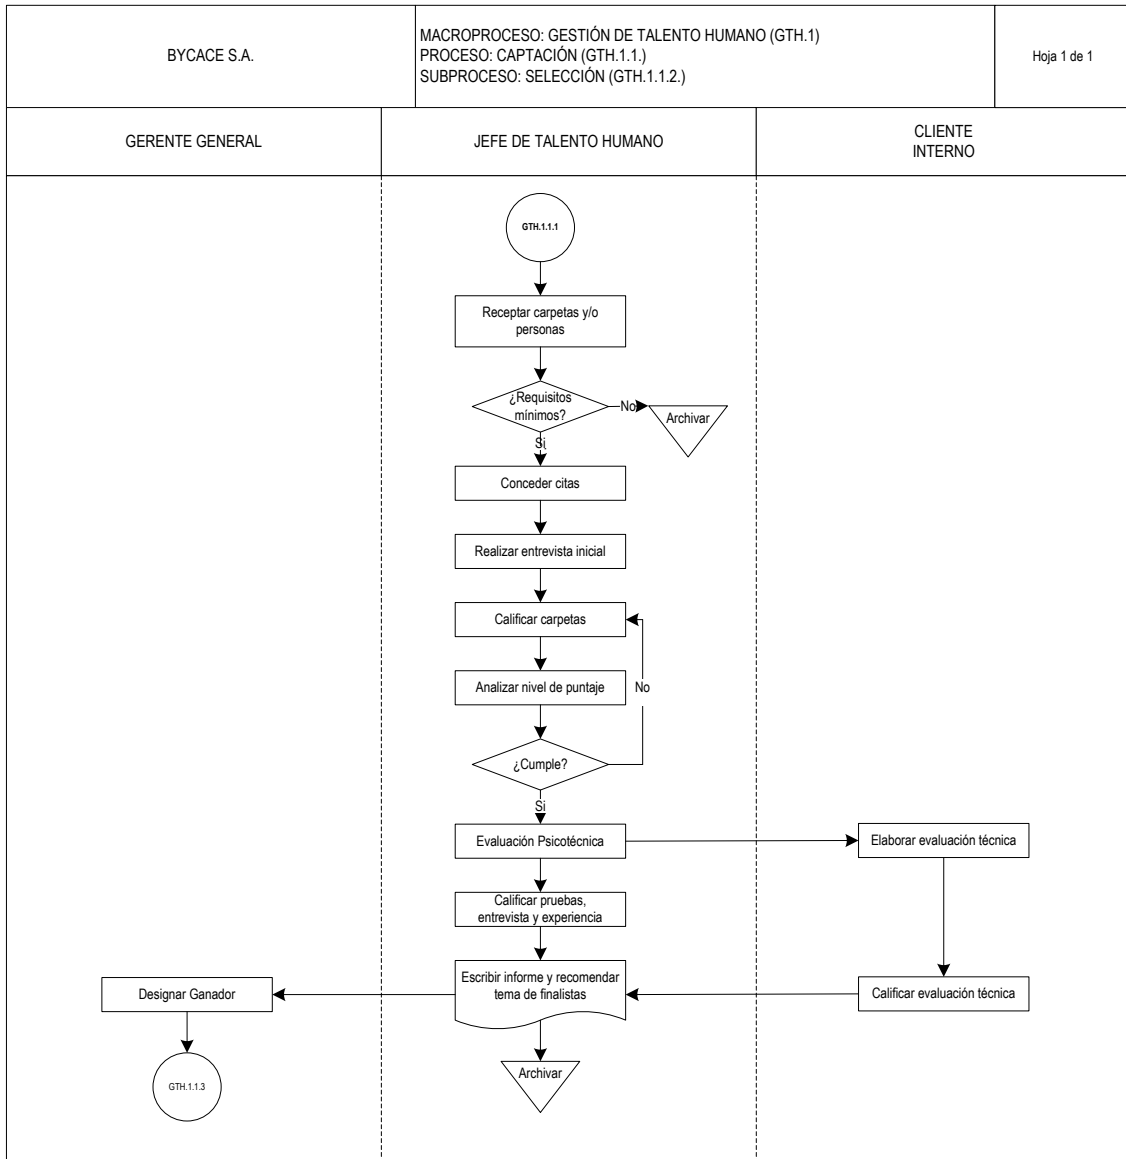 BYCACE S.A.
MACROPROCESO: GESTIÓN DE TALENTO HUMANO (GTH.1)
PROCESO: CAPTACIÓN (GTH.1.1.)
SUBPROCESO: SELECCIÓN (GTH.1.1.2.)
Hoja 1 de 1
GERENTE GENERAL
JEFE DE TALENTO HUMANO
CLIENTE
INTERNO
GTH.1.1.1
Receptar carpetas y/o
personas
¿Requisitos
mínimos?
No
Archivar
Si
Conceder citas
Realizar entrevista inicial
Calificar carpetas
Analizar nivel de puntaje
No
¿Cumple?
Si
Evaluación Psicotécnica
Elaborar evaluación técnica
Calificar pruebas,
entrevista y experiencia
Escribir informe y recomendar
tema de finalistas
Designar Ganador
Calificar evaluación técnica
Archivar
GTH.1.1.3